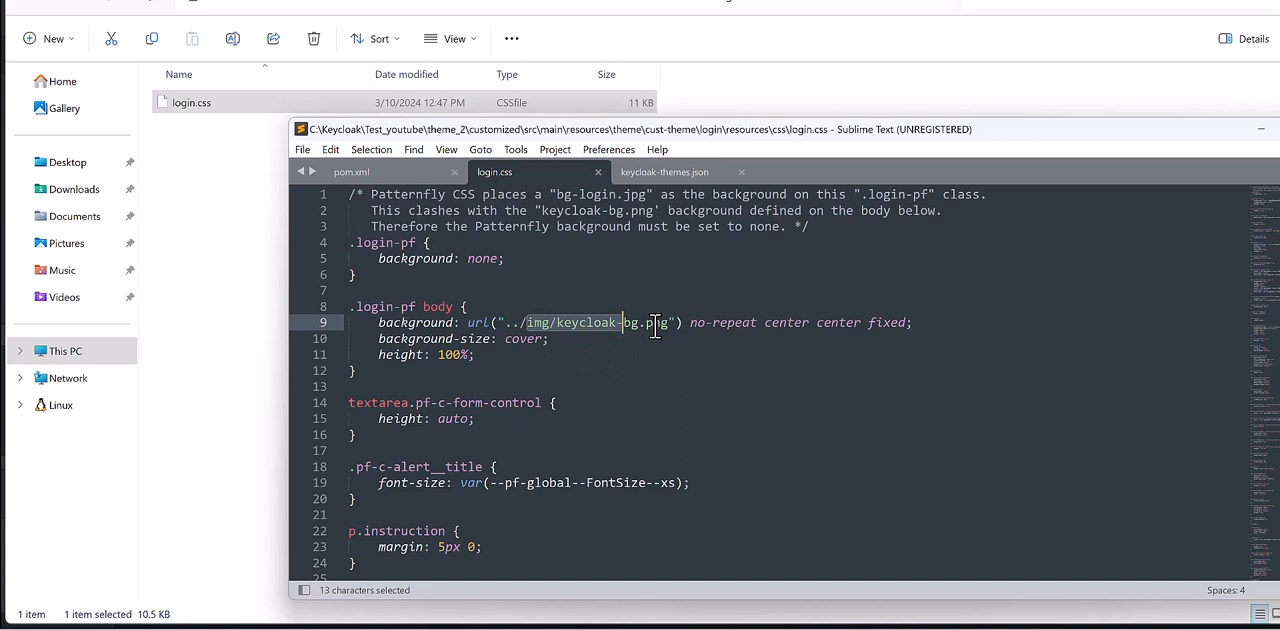 New
Sort
View
Details
Name
Date modified
Type
Size
Home
Gallery
Desktop
Downloads
Documents
Pictures
Music
Videos
This PC
Network
Linux
login.css
3/10/2024 12:47 PM
CSSfile
11 KB
C:\Keycloak\Test_youtube\theme_2\customized\src\main\resources\theme\cust-theme\login\resources\css\login.css - Sublime Text (UNREGISTERED)
File Edit Selection Find View Goto Tools Project Preferences Help
pom.xml
login.css
keycloak-themes.json
1 /* Patternfly CSS places a "bg-login.jpg" as the background on this ".login-pf" class.
2 This clashes with the "keycloak-bg.png' background defined on the body below.
3 Therefore the Patternfly background must be set to none. */
4 .login-pf {
5 background: none;
6 }
7
8 .login-pf body {
9 background: url("../img/keycloak-bg.png") no-repeat center center fixed;
10 background-size: cover;
11 height: 100%;
12 }
13
14 textarea.pf-c-form-control {
15 height: auto;
16 }
17
18 .pf-c-alert__title {
19 font-size: var(--pf-global--FontSize--xs);
20 }
21
22 p.instruction {
23 margin: 5px 0;
24 }
25
13 characters selected
Spaces: 4
1 item
1 item selected 10.5 KB